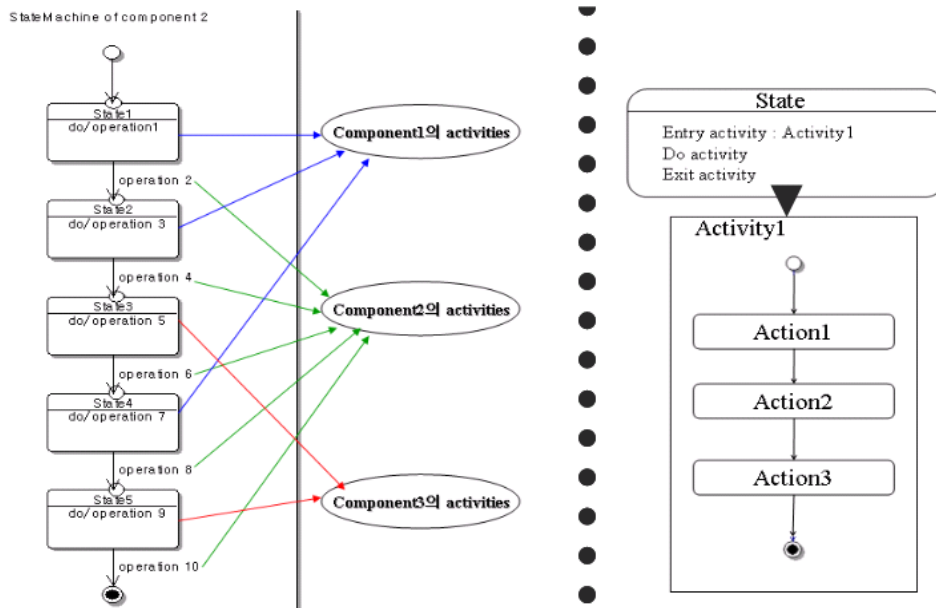 StateMachine of component 2
State1
do/operation1
operation 2
State2
do/operation 3
operation 4
State3
do/operation 5
operation 6
State4
do/operation 7
operation 8
State5
do/operation 9
operation 10
Component1의 activities
Component2의 activities
Component3의 activities
State
Entry activity : Activity1
Do activity
Exit activity
Activity1
Action1
Action2
Action3